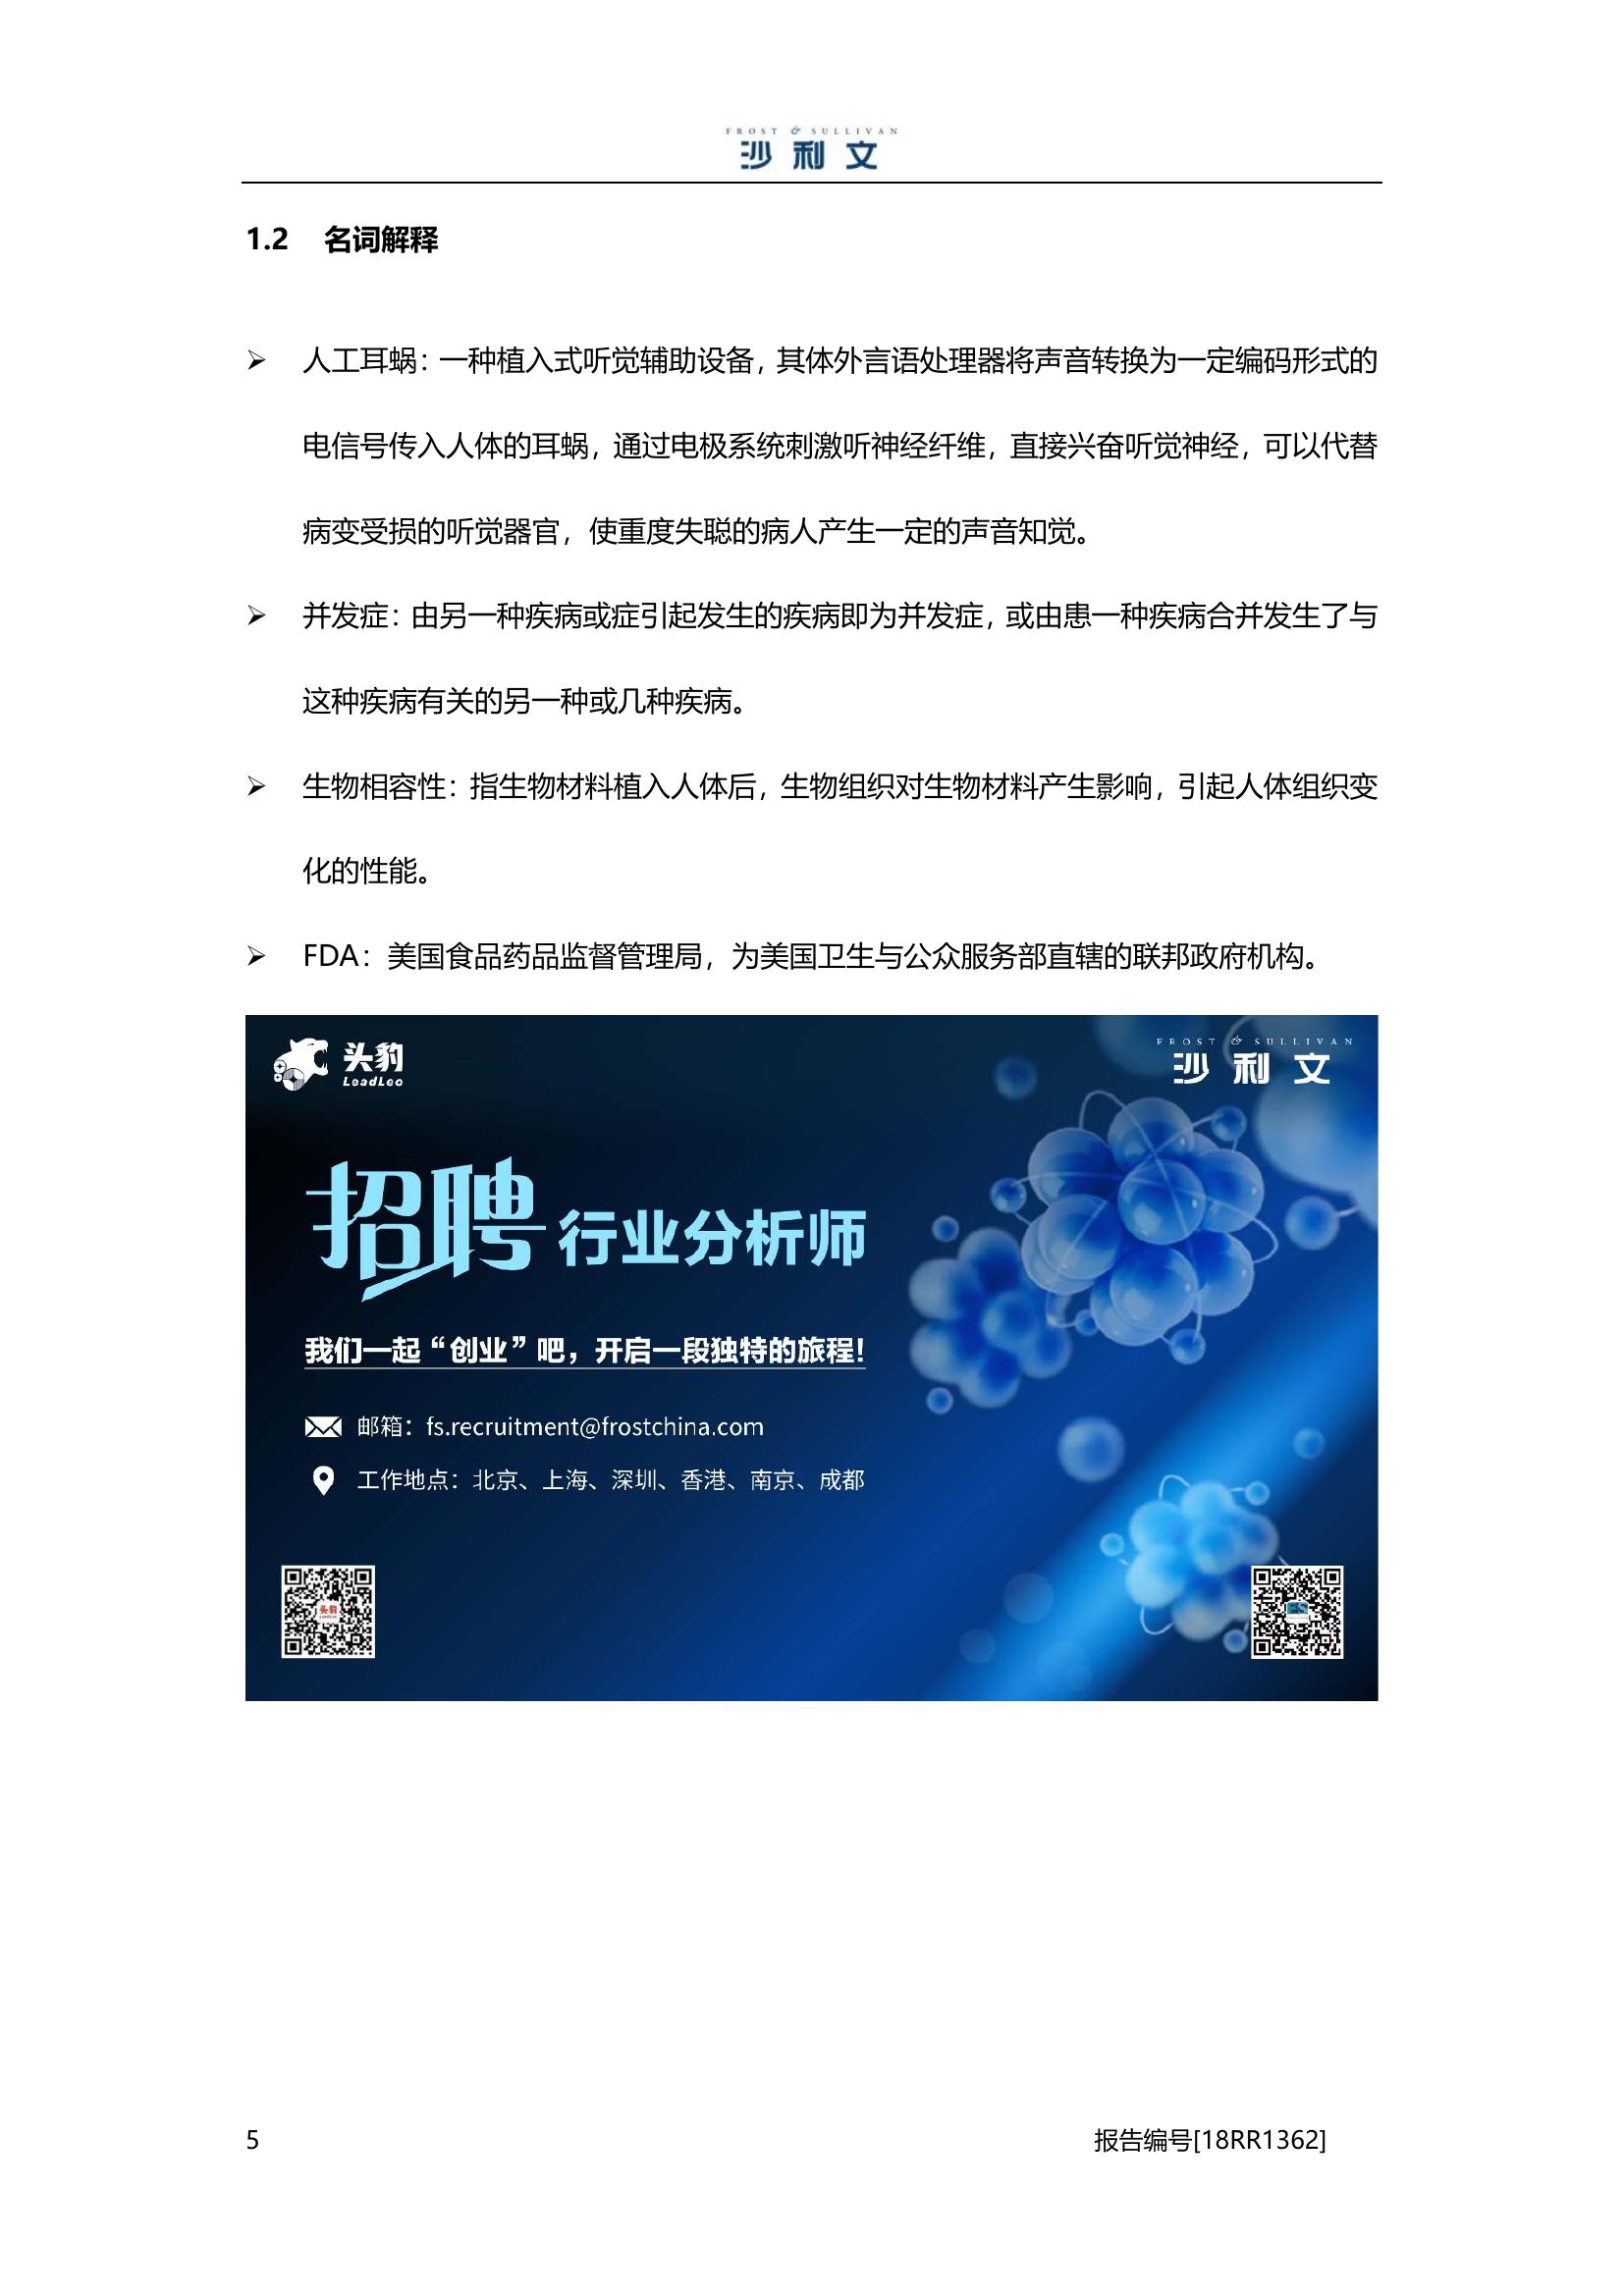 FROST & SULLIVAN
沙利文
1.2 名词解释
➢ 人工耳蜗：一种植入式听觉辅助设备，其体外言语处理器将声音转换为一定编码形式的
电信号传入人体的耳蜗，通过电极系统刺激听神经纤维，直接兴奋听觉神经，可以代替
病变受损的听觉器官，使重度失聪的病人产生一定的声音知觉。
➢ 并发症：由另一种疾病或症引起发生的疾病即为并发症，或由患一种疾病合并发生了与
这种疾病有关的另一种或几种疾病。
➢ 生物相容性：指生物材料植入人体后，生物组织对生物材料产生影响，引起人体组织变
化的性能。
➢ FDA：美国食品药品监督管理局，为美国卫生与公众服务部直辖的联邦政府机构。
头豹
LeadLeo
FROST & SULLIVAN
沙利文
招聘行业分析师
我们一起“创业”吧，开启一段独特的旅程！
邮箱：fs.recruitment@frostchina.com
工作地点：北京、上海、深圳、香港、南京、成都
头豹
5 报告编号[18RR1362]